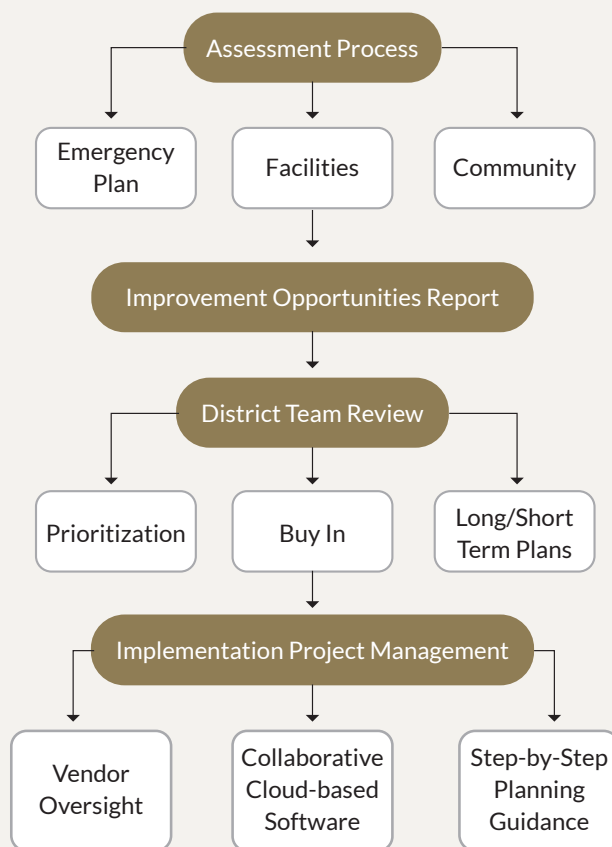 Assessment Process
Emergency
Plan
Facilities
Community
Improvement Opportunities Report
District Team Review
Prioritization
Buy In
Long/Short
Term Plans
Implementation Project Management
Vendor
Oversight
Collaborative
Cloud-based
Software
Step-by-Step
Planning
Guidance